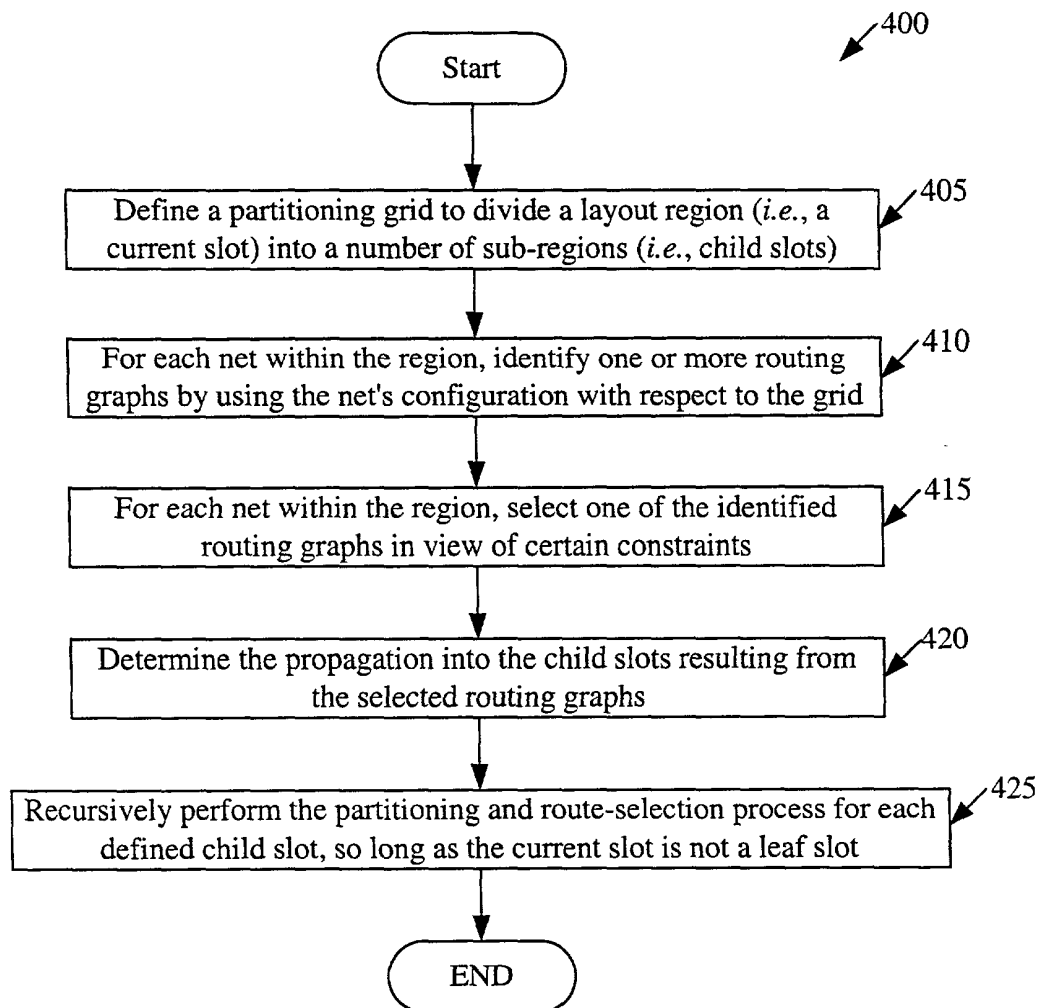 400
Start
405
Define a partitioning grid to divide a layout region (i.e., a
current slot) into a number of sub-regions (i.e., child slots)
410
For each net within the region, identify one or more routing
graphs by using the net's configuration with respect to the grid
415
For each net within the region, select one of the identified
routing graphs in view of certain constraints
420
Determine the propagation into the child slots resulting from
the selected routing graphs
425
Recursively perform the partitioning and route-selection process for each
defined child slot, so long as the current slot is not a leaf slot
END